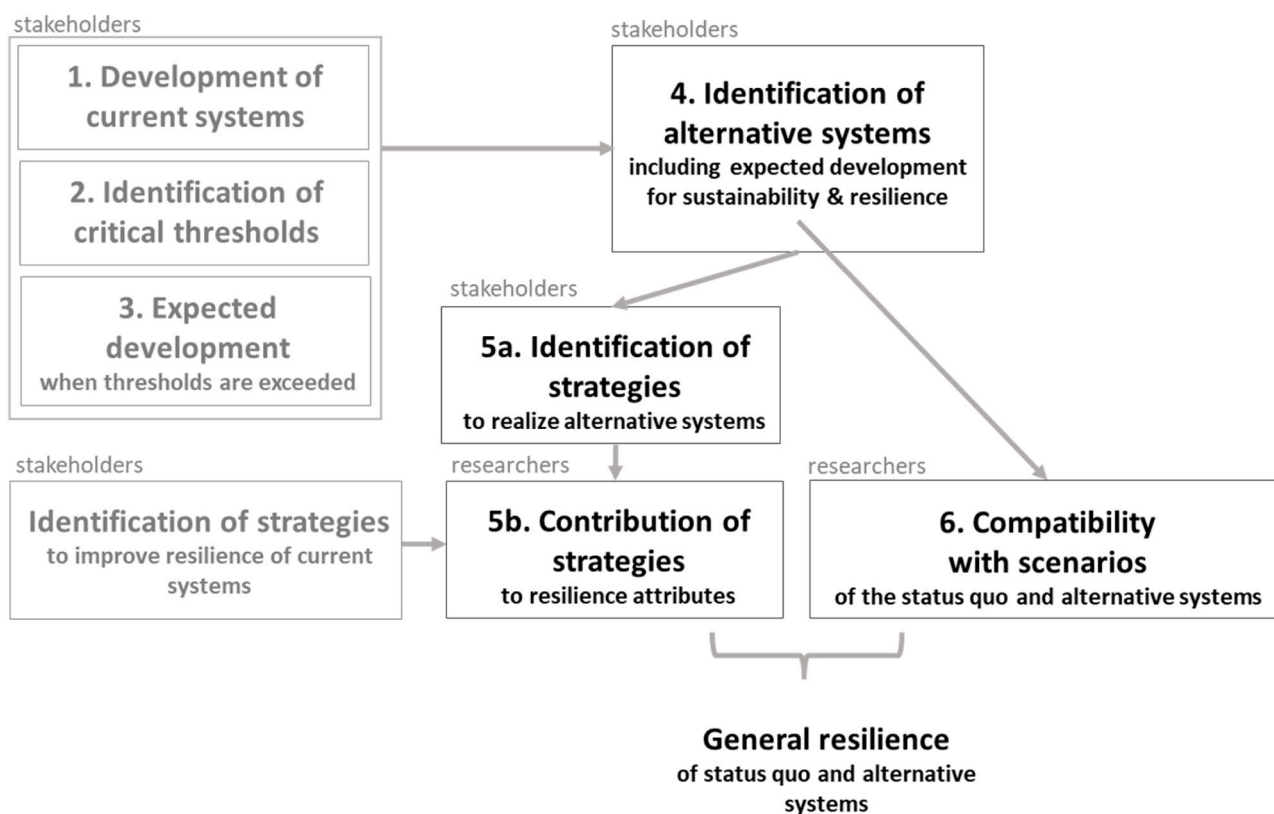 stakeholders
1. Development of
current systems
2. Identification of
critical thresholds
3. Expected
development
when thresholds are exceeded
stakeholders
4. Identification of
alternative systems
including expected development
for sustainability & resilience
stakeholders
5a. Identification of
strategies
to realize alternative systems
stakeholders
Identification of strategies
to improve resilience of current
systems
researchers
5b. Contribution of
strategies
to resilience attributes
researchers
6. Compatibility
with scenarios
of the status quo and alternative systems
General resilience
of status quo and alternative
systems